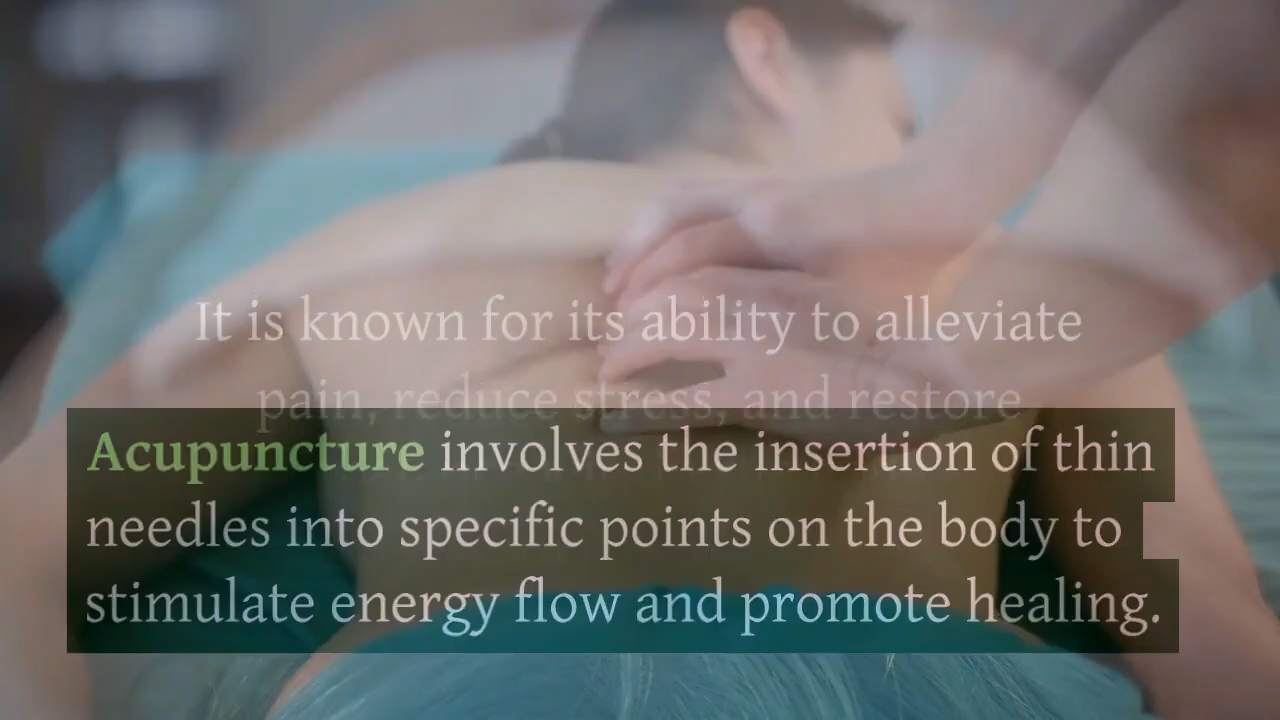 It is known for its ability to alleviate
pain, reduce stress, and restore
Acupuncture involves the insertion of thin
needles into specific points on the body to
stimulate energy flow and promote healing.